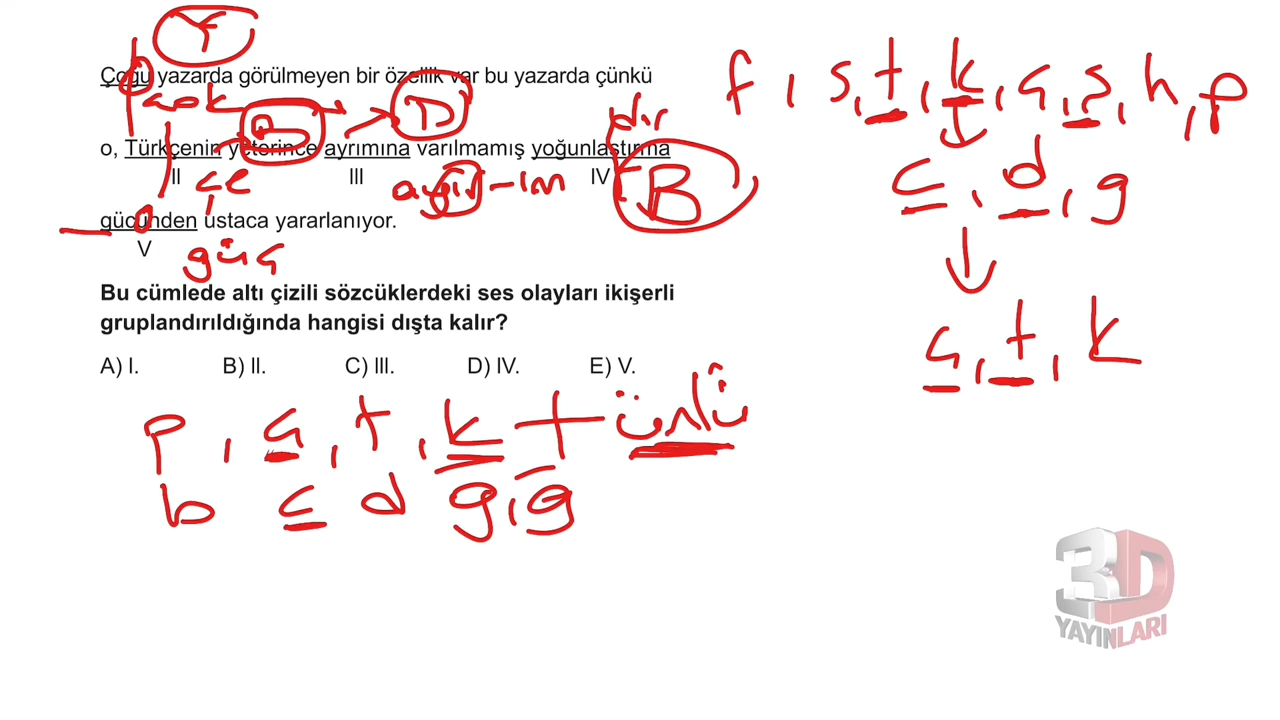 Y
Çoğu yazarda görülmeyen bir özellik var bu yazarda çünkü
çok
B
D
dır
o, Türkçenin yeterince ayrımına varılmamış yoğunlaştırma
II III IV
çe
ayır-ım
B
gücünden ustaca yararlanıyor.
V
güç
f, s, t, k, ç, ş, h, p
c, d, g
ç, t, k
Bu cümlede altı çizili sözcüklerdeki ses olayları ikişerli
gruplandırıldığında hangisi dışta kalır?
A) I. B) II. C) III. D) IV. E) V.
p, ç, t, k + ünlü
b c d g, ğ
3D
YAYINLARI